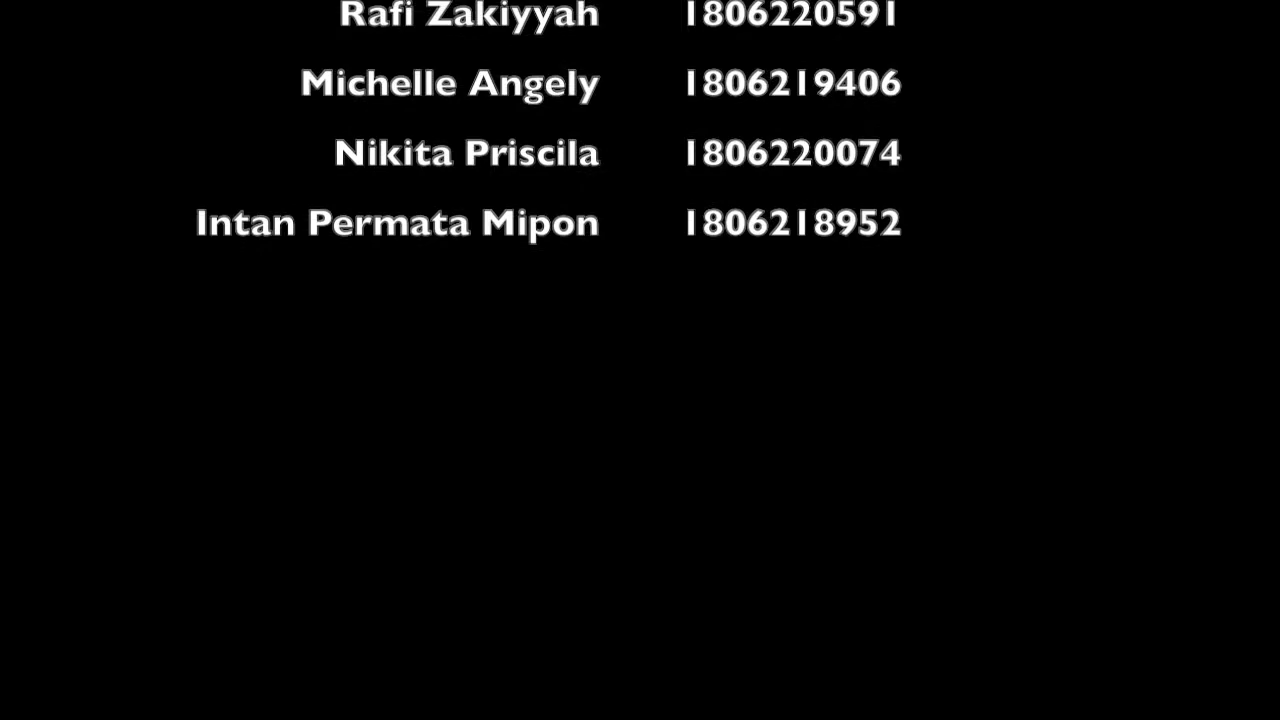 Rafi Zakiyyah 1806220591
Michelle Angely 1806219406
Nikita Priscila 1806220074
Intan Permata Mipon 1806218952